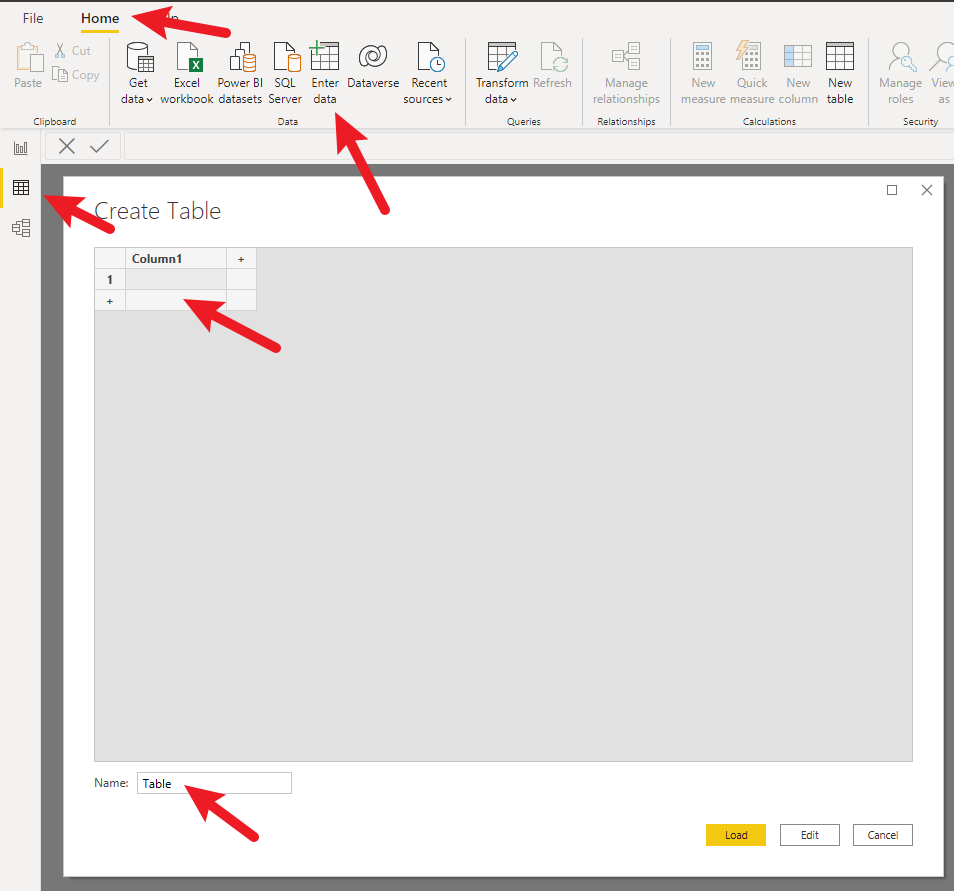 File Home
Paste Cut Copy
Get data Excel workbook Power BI datasets SQL Server Enter data Dataverse Recent sources Transform data Refresh Manage relationships New measure Quick measure New column New table Manage roles View as
Clipboard Data Queries Relationships Calculations Security
Create Table
Column1 +
1
+
Name: Table
Load Edit Cancel